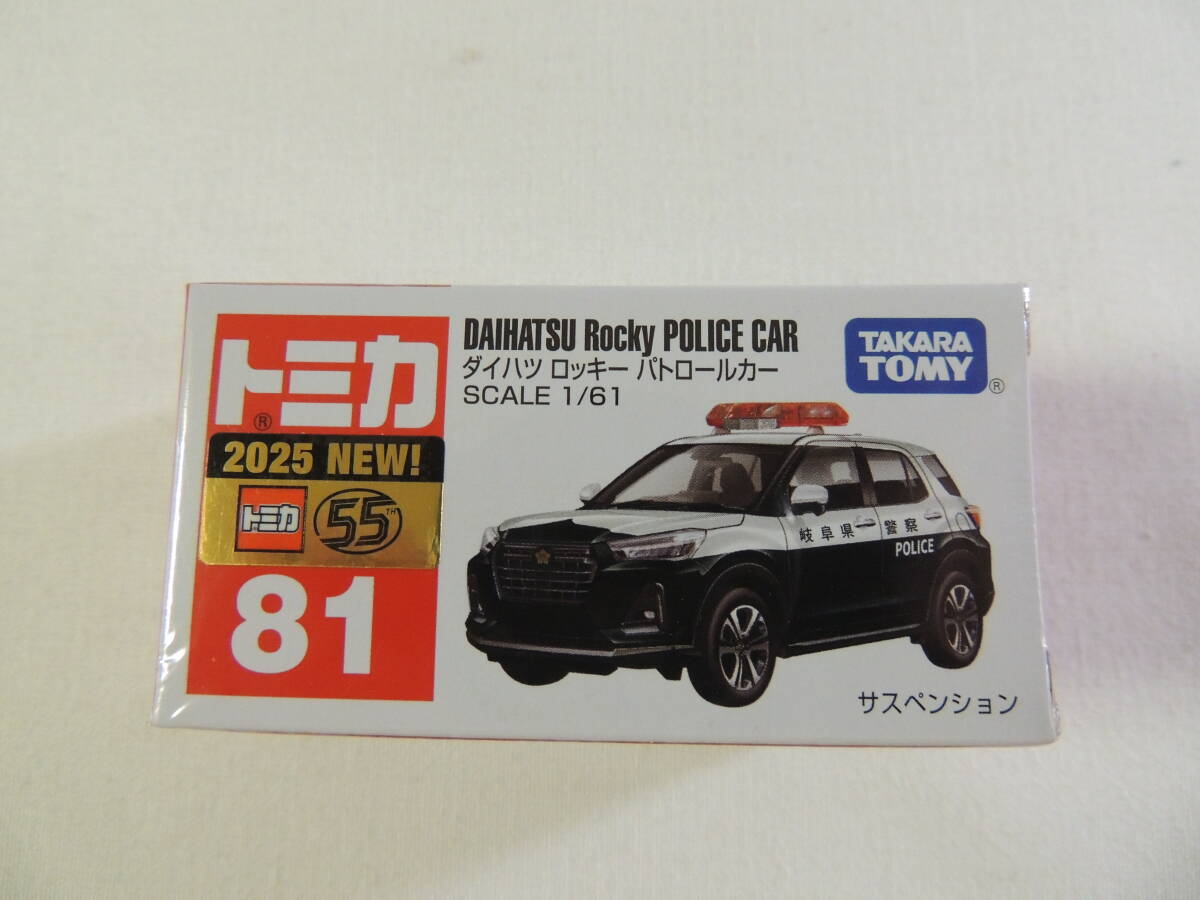 トミカ
®
2025 NEW!
トミカ
55TH
81
DAIHATSU Rocky POLICE CAR
ダイハツ ロッキー パトロールカー
SCALE 1/61
TAKARA
TOMY
®
岐阜県 警察
POLICE
サスペンション